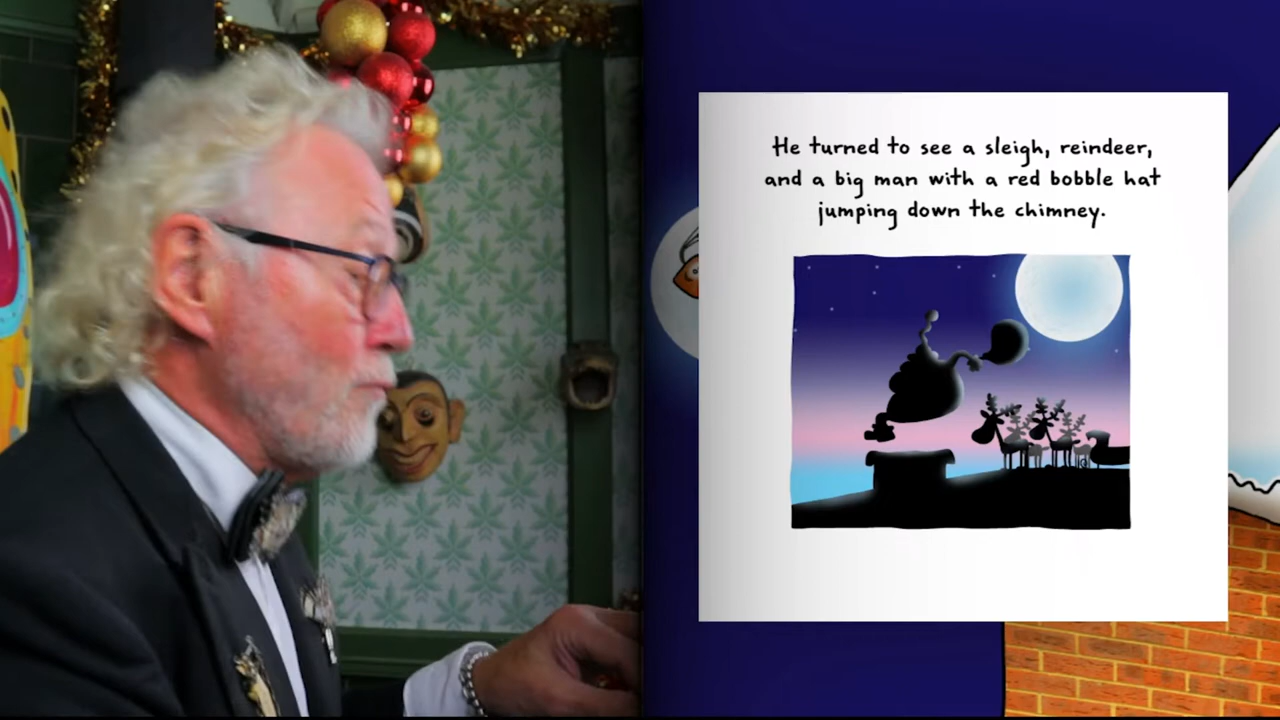 He turned to see a sleigh, reindeer,
and a big man with a red bobble hat
jumping down the chimney.